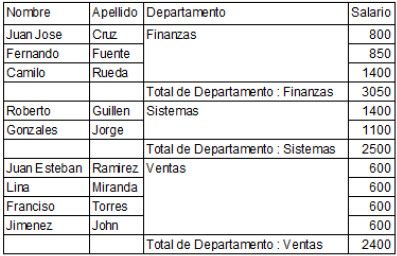 Nombre Apellido Departamento Salario
Juan Jose Cruz Finanzas 800
Fernando Fuente 850
Camilo Rueda 1400
Total de Departamento : Finanzas 3050
Roberto Guillen Sistemas 1400
Gonzales Jorge 1100
Total de Departamento : Sistemas 2500
Juan Esteban Ramirez Ventas 600
Lina Miranda 600
Franciso Torres 600
Jimenez John 600
Total de Departamento : Ventas 2400